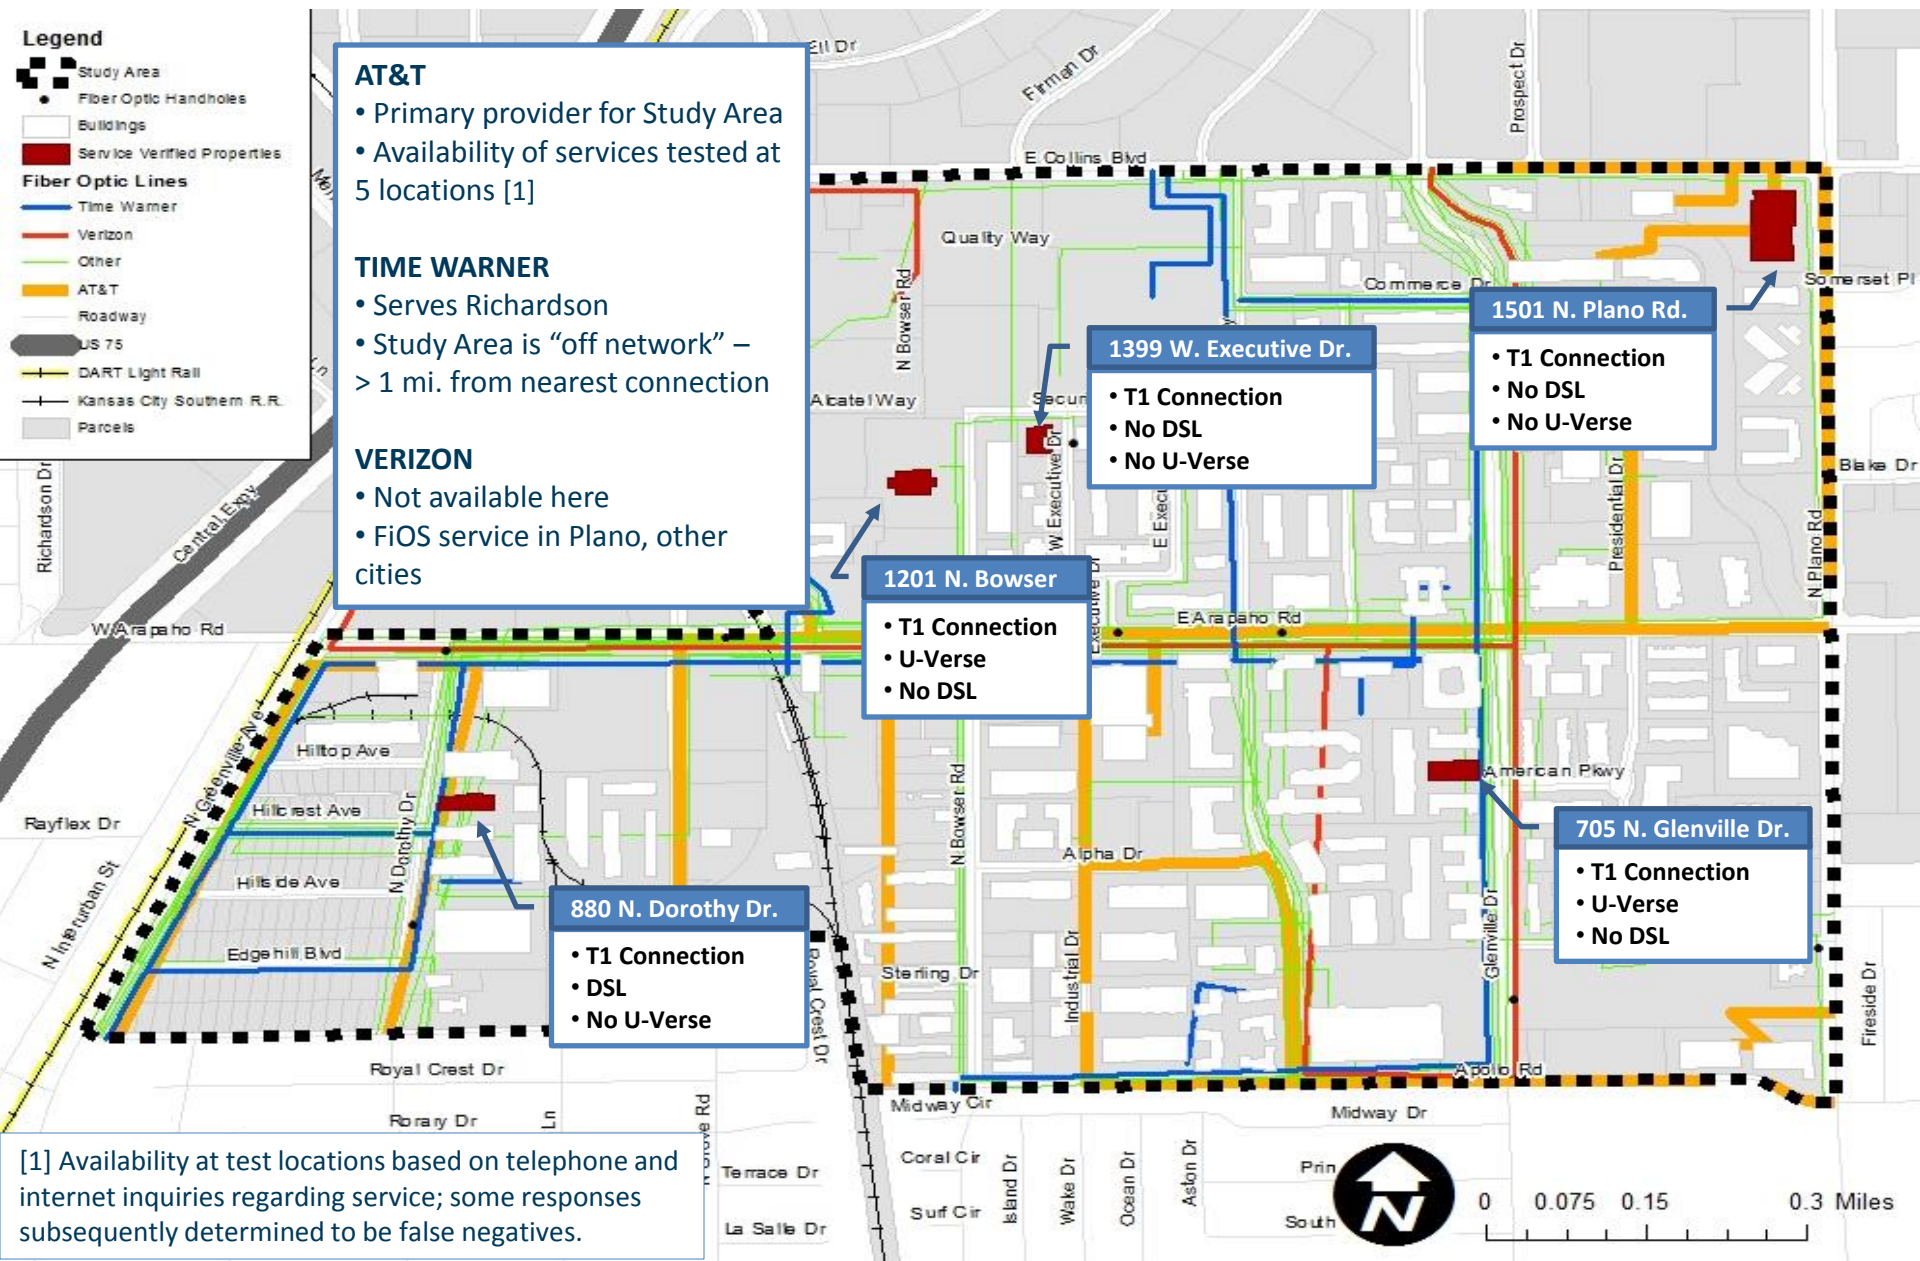 Legend
Study Area
Fiber Optic Handholes
Buildings
Service Verified Properties
Fiber Optic Lines
Time Warner
Verizon
Other
AT&T
Roadway
US 75
DART Light Rail
Kansas City Southern R.R.
Parcels
AT&T
• Primary provider for Study Area
• Availability of services tested at
5 locations [1]
TIME WARNER
• Serves Richardson
• Study Area is “off network” –
> 1 mi. from nearest connection
VERIZON
• Not available here
• FiOS service in Plano, other
cities
Firman Dr
Prospect Dr
E Collins Blvd
Quality Way
N Bowser Rd
Commerce Dr
Somerset Pl
1501 N. Plano Rd.
• T1 Connection
• No DSL
• No U-Verse
1399 W. Executive Dr.
• T1 Connection
• No DSL
• No U-Verse
Alcatel Way
W. Executive Dr
E Execu
Presidential Dr
Blake Dr
N Plano Rd
Richardson Dr
Central Expy
1201 N. Bowser
• T1 Connection
• U-Verse
• No DSL
Executive Dr
W Arapaho Rd
E Arapaho Rd
N Greenville Ave
Hilltop Ave
Hillcrest Ave
Hillside Ave
Edgehill Blvd
N Dorothy Dr
Rayflex Dr
N Interurban St
880 N. Dorothy Dr.
• T1 Connection
• DSL
• No U-Verse
N Bowser Rd
Alpha Dr
Sterling Dr
Industrial Dr
American Pkwy
705 N. Glenville Dr.
• T1 Connection
• U-Verse
• No DSL
Glenville Dr
Fireside Dr
Royal Crest Dr
Royal Crest Dr
Apollo Rd
Midway Cir
Midway Dr
Rorary Dr
Ln
Terrace Dr
La Salle Dr
Coral Cir
Surf Cir
Island Dr
Wake Dr
Ocean Dr
Aston Dr
Prin
South
N
0 0.075 0.15 0.3 Miles
[1] Availability at test locations based on telephone and
internet inquiries regarding service; some responses
subsequently determined to be false negatives.